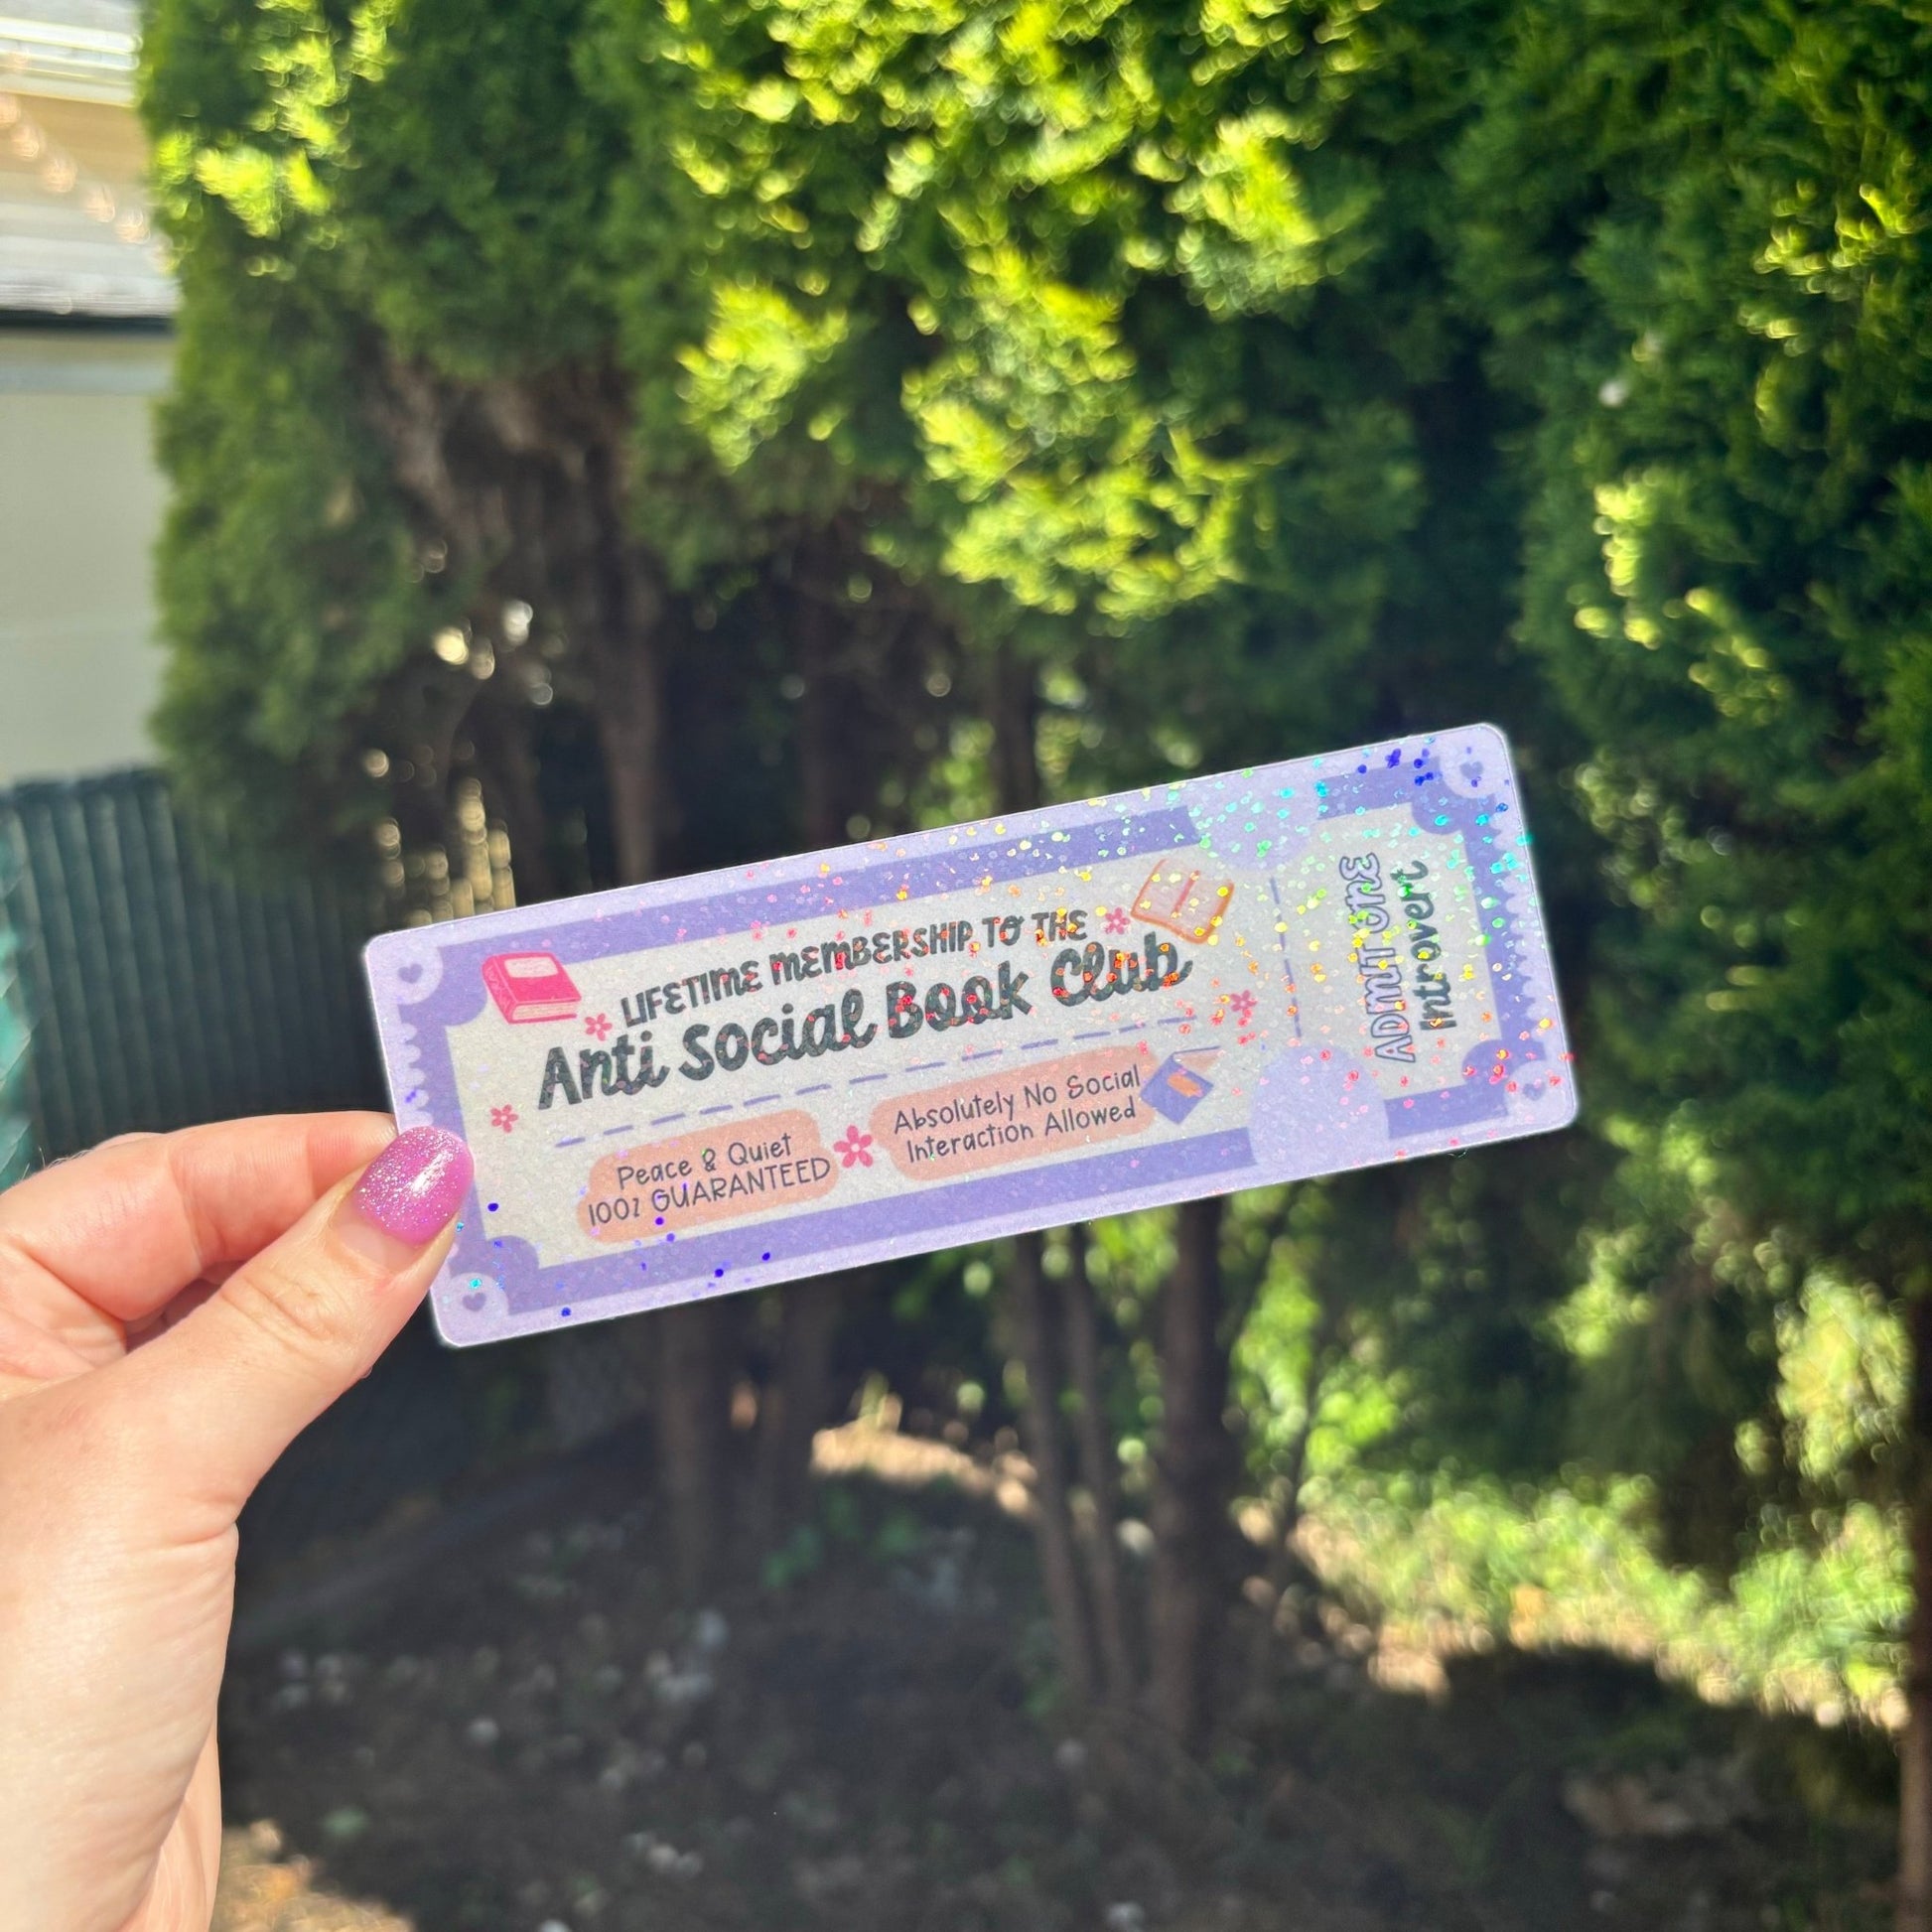 LIFETIME MEMBERSHIP TO THE
Anti Social Book Club
Peace & Quiet
100% GUARANTEED
Absolutely No Social
Interaction Allowed
ADMIT ONE
Introvert